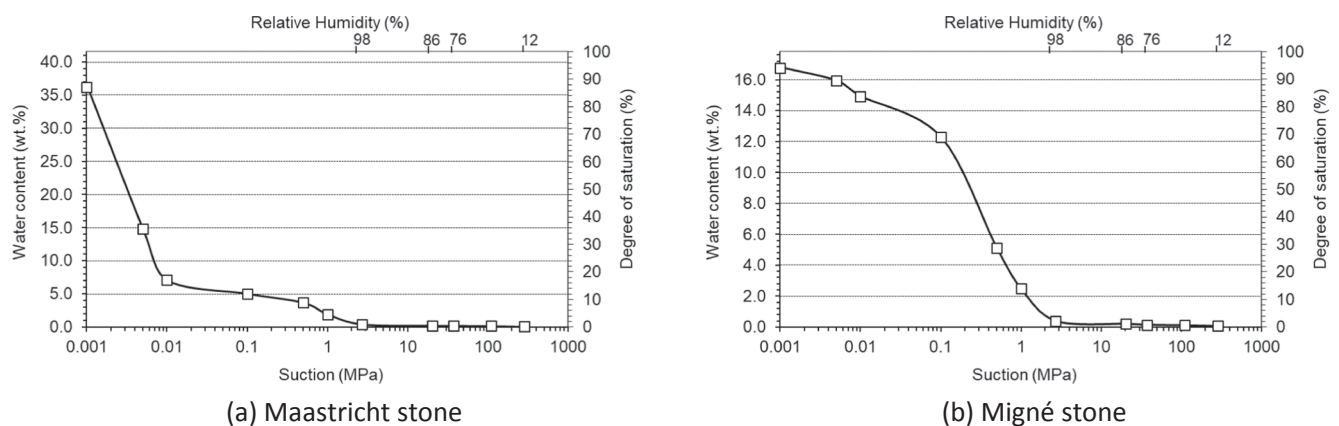 Relative Humidity (%)
98 86 76 12
40.0
35.0
30.0
25.0
20.0
15.0
10.0
5.0
0.0
Water content (wt.%)
100
90
80
70
60
50
40
30
20
10
0
Degree of saturation (%)
0.001 0.01 0.1 1 10 100 1000
Suction (MPa)
(a) Maastricht stone
Relative Humidity (%)
98 86 76 12
16.0
14.0
12.0
10.0
8.0
6.0
4.0
2.0
0.0
Water content (wt.%)
100
90
80
70
60
50
40
30
20
10
0
Degree of saturation (%)
0.001 0.01 0.1 1 10 100 1000
Suction (MPa)
(b) Migné stone